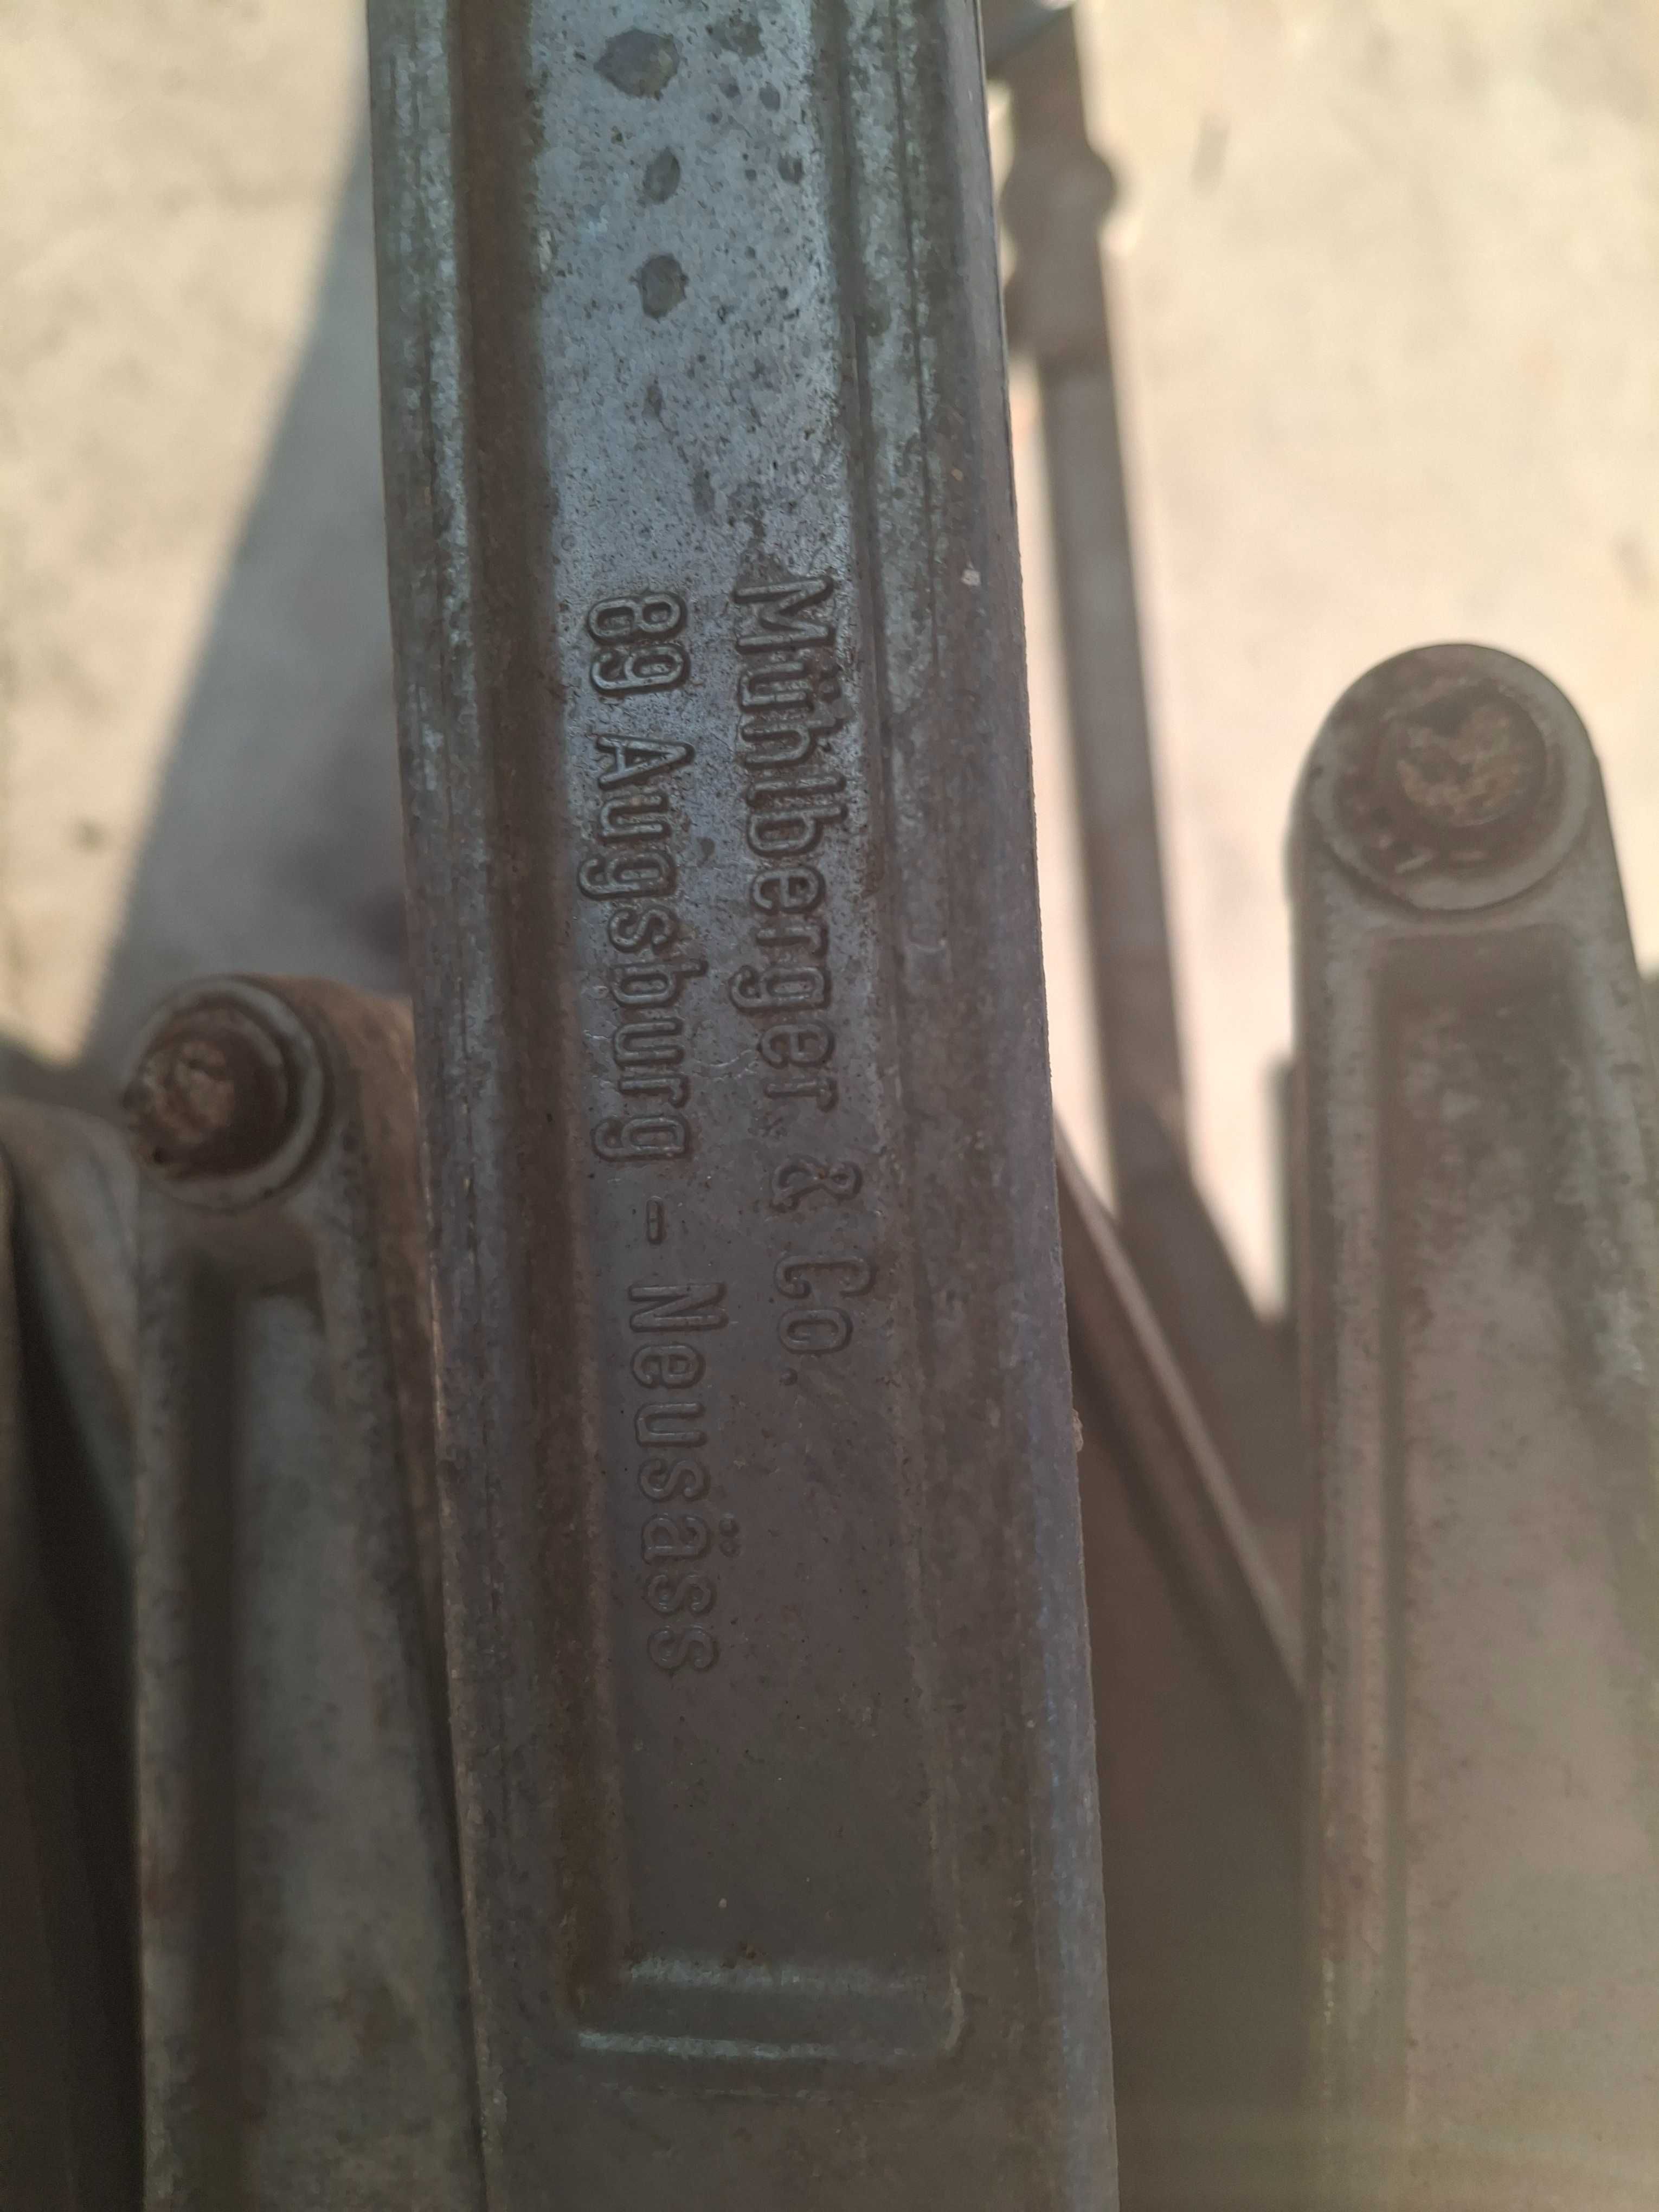 Mühlberger & Co.
89 Augsburg - Neusäss